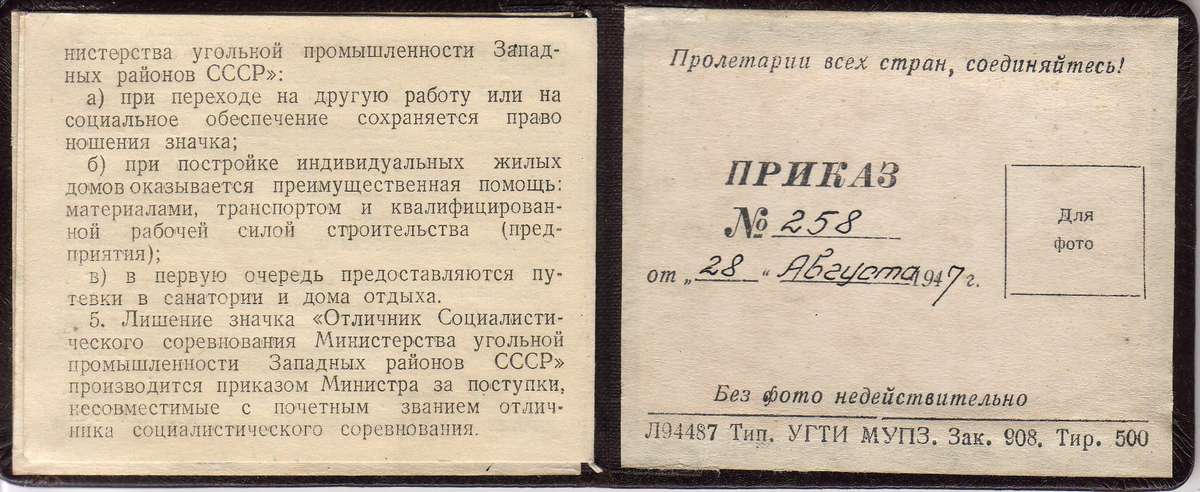 нистерства угольной промышленности Запад-
ных районов СССР»:
а) при переходе на другую работу или на
социальное обеспечение сохраняется право
ношения значка;
б) при постройке индивидуальных жилых
домов оказывается преимущественная помощь:
материалами, транспортом и квалифицирован-
ной рабочей силой строительства (пред-
приятия);
в) в первую очередь предоставляются пу-
тевки в санатории и дома отдыха.
5. Лишение значка «Отличник Социалисти-
ческого соревнования Министерства угольной
промышленности Западных районов СССР»
производится приказом Министра за поступки,
несовместимые с почетным званием отлич-
ника социалистического соревнования.
Пролетарии всех стран, соединяйтесь!
ПРИКАЗ
№ 258
от „28“ Августа 1947 г.
Для
фото
Без фото недействительно
Л94487 Тип. УГТИ МУПЗ. Зак. 908. Тир. 500